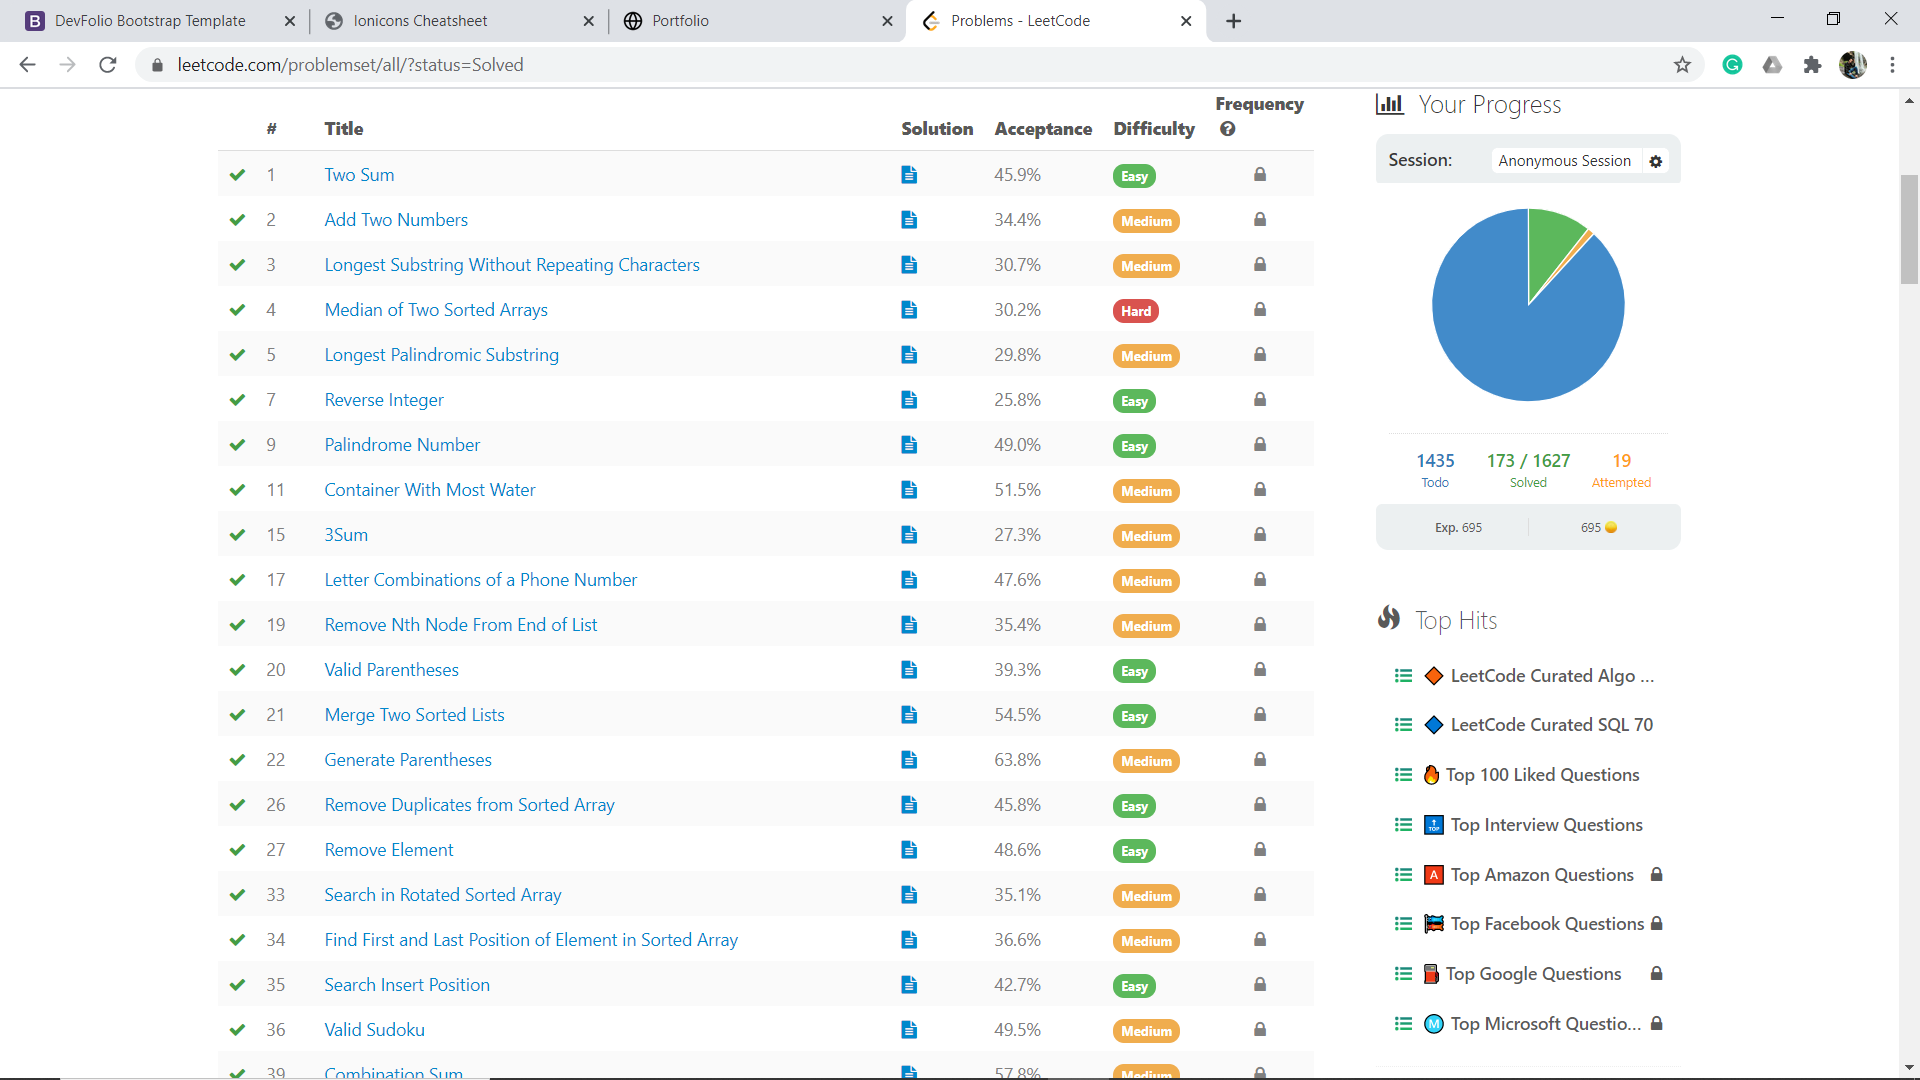 DevFolio Bootstrap Template
Ionicons Cheatsheet
Portfolio
Problems - LeetCode
leetcode.com/problemset/all/?status=Solved
# Title Solution Acceptance Difficulty Frequency
1 Two Sum 45.9% Easy
2 Add Two Numbers 34.4% Medium
3 Longest Substring Without Repeating Characters 30.7% Medium
4 Median of Two Sorted Arrays 30.2% Hard
5 Longest Palindromic Substring 29.8% Medium
7 Reverse Integer 25.8% Easy
9 Palindrome Number 49.0% Easy
11 Container With Most Water 51.5% Medium
15 3Sum 27.3% Medium
17 Letter Combinations of a Phone Number 47.6% Medium
19 Remove Nth Node From End of List 35.4% Medium
20 Valid Parentheses 39.3% Easy
21 Merge Two Sorted Lists 54.5% Easy
22 Generate Parentheses 63.8% Medium
26 Remove Duplicates from Sorted Array 45.8% Easy
27 Remove Element 48.6% Easy
33 Search in Rotated Sorted Array 35.1% Medium
34 Find First and Last Position of Element in Sorted Array 36.6% Medium
35 Search Insert Position 42.7% Easy
36 Valid Sudoku 49.5% Medium
39 Combination Sum 57.8% Medium
Your Progress
Session: Anonymous Session
1435 173 / 1627 19
Todo Solved Attempted
Exp. 695 695
Top Hits
LeetCode Curated Algo ...
LeetCode Curated SQL 70
Top 100 Liked Questions
Top Interview Questions
Top Amazon Questions
Top Facebook Questions
Top Google Questions
Top Microsoft Questio...